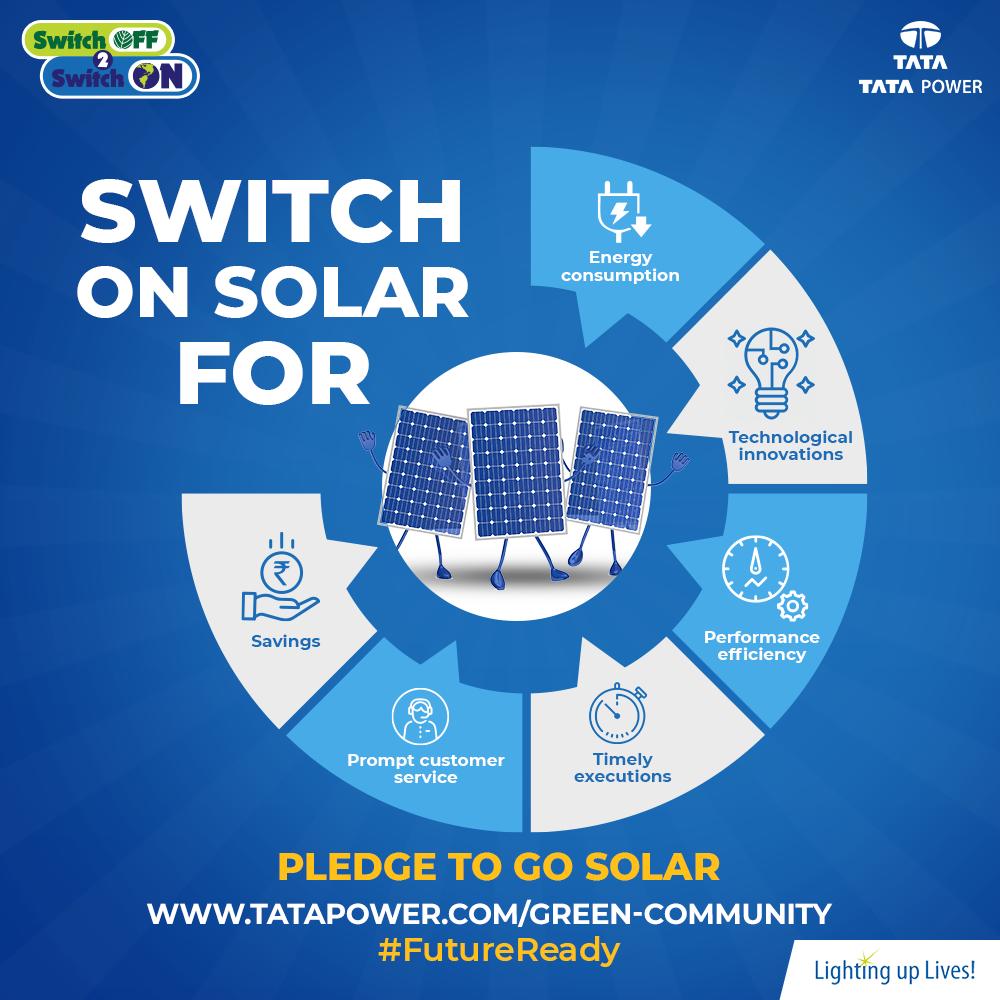 Switch OFF
2
Switch ON
TATA
TATA POWER
SWITCH
ON SOLAR
FOR
Energy
consumption
Technological
innovations
Performance
efficiency
Timely
executions
Prompt customer
service
₹
Savings
PLEDGE TO GO SOLAR
WWW.TATAPOWER.COM/GREEN-COMMUNITY
#FutureReady
Lighting up Lives!